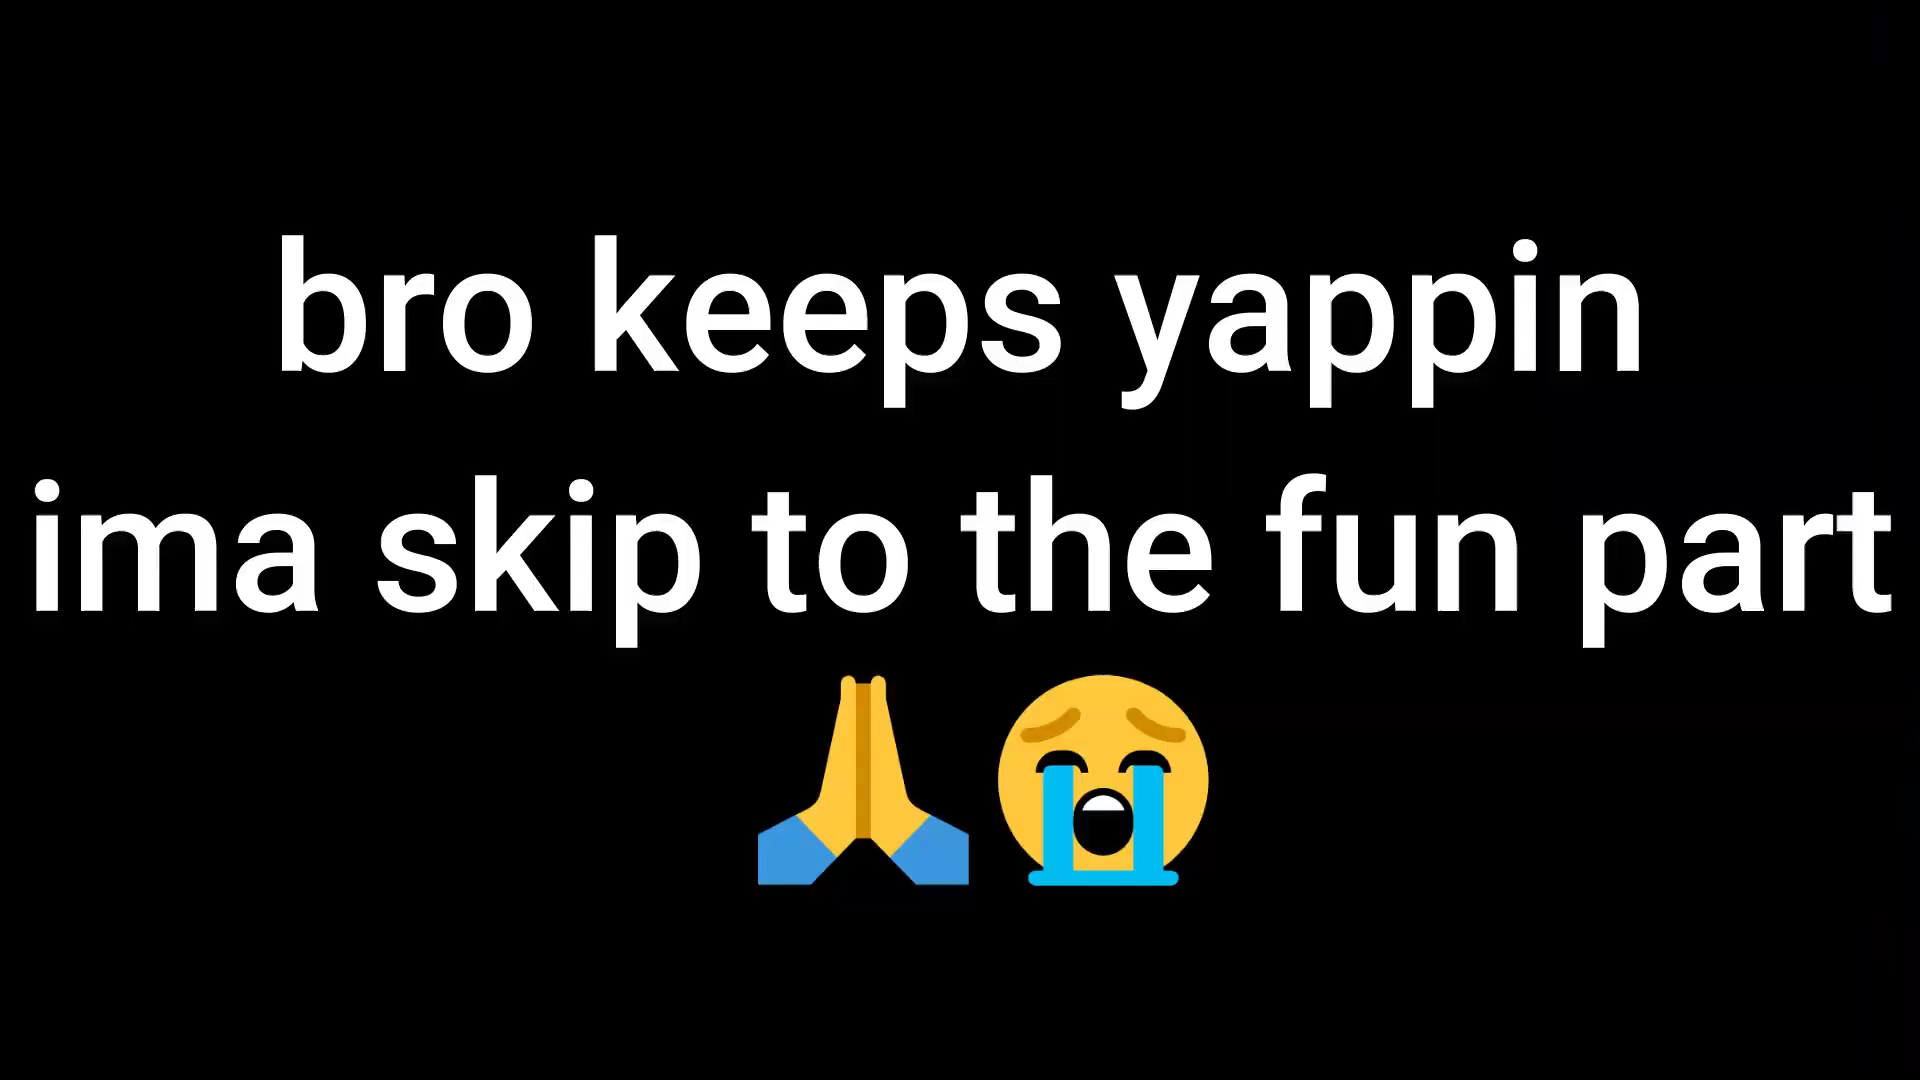 bro keeps yappin
ima skip to the fun part
🙏😭